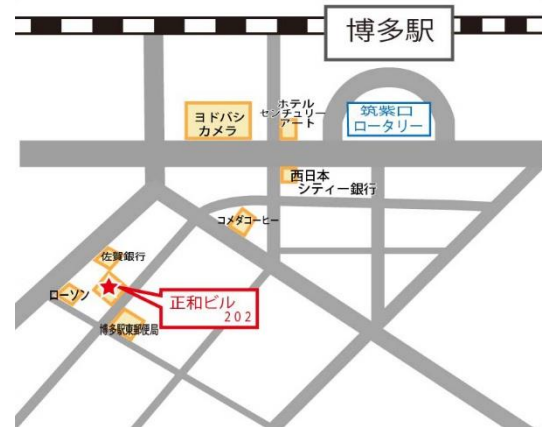 博多駅
ホテル
センチュリー
アート
筑紫口
ロータリー
ヨドバシ
カメラ
西日本
シティー銀行
コメダコーヒー
佐賀銀行
ローソン
正和ビル
202
博多駅東郵便局